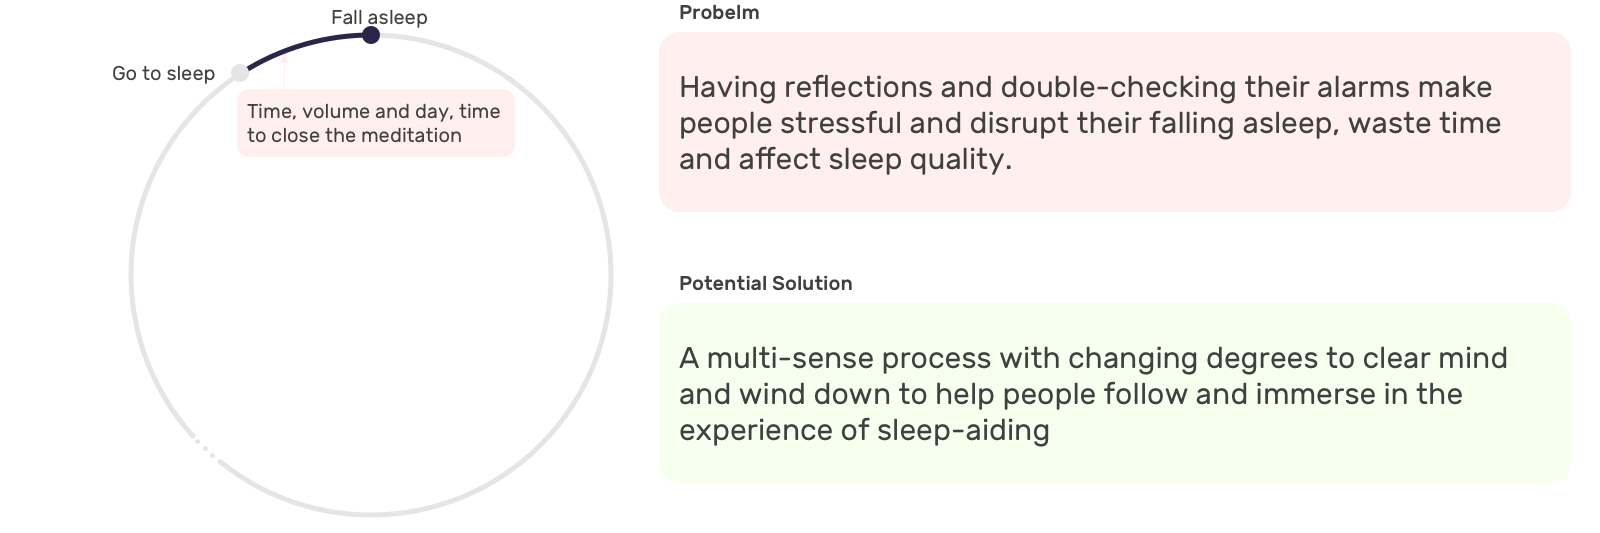 Fall asleep
Go to sleep
Time, volume and day, time
to close the meditation
Probelm
Having reflections and double-checking their alarms make
people stressful and disrupt their falling asleep, waste time
and affect sleep quality.
Potential Solution
A multi-sense process with changing degrees to clear mind
and wind down to help people follow and immerse in the
experience of sleep-aiding